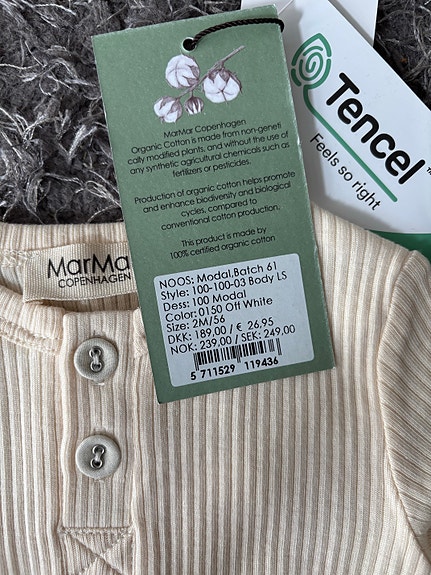 MarMar Copenhagen
Organic Cotton is made from non-geneti
cally modified plants, and without the use of
any synthetic agricultural chemicals such as
fertilizers or pesticides.
Production of organic cotton helps promote
and enhance biodiversity and biological
cycles, compared to
conventional cotton production.
This product is made by
100% certified organic cotton
NOOS: Modal.Batch 61
Style: 100-100-03 Body LS
Des: 100 Modal
Color: 0150 Off White
Size: 2M/56
DKK: 189,00 / € 26,95
NOK: 239,00 / SEK: 249,00
5 711529 119436
Tencel™
Feels so right
MarMa
COPENHAGEN